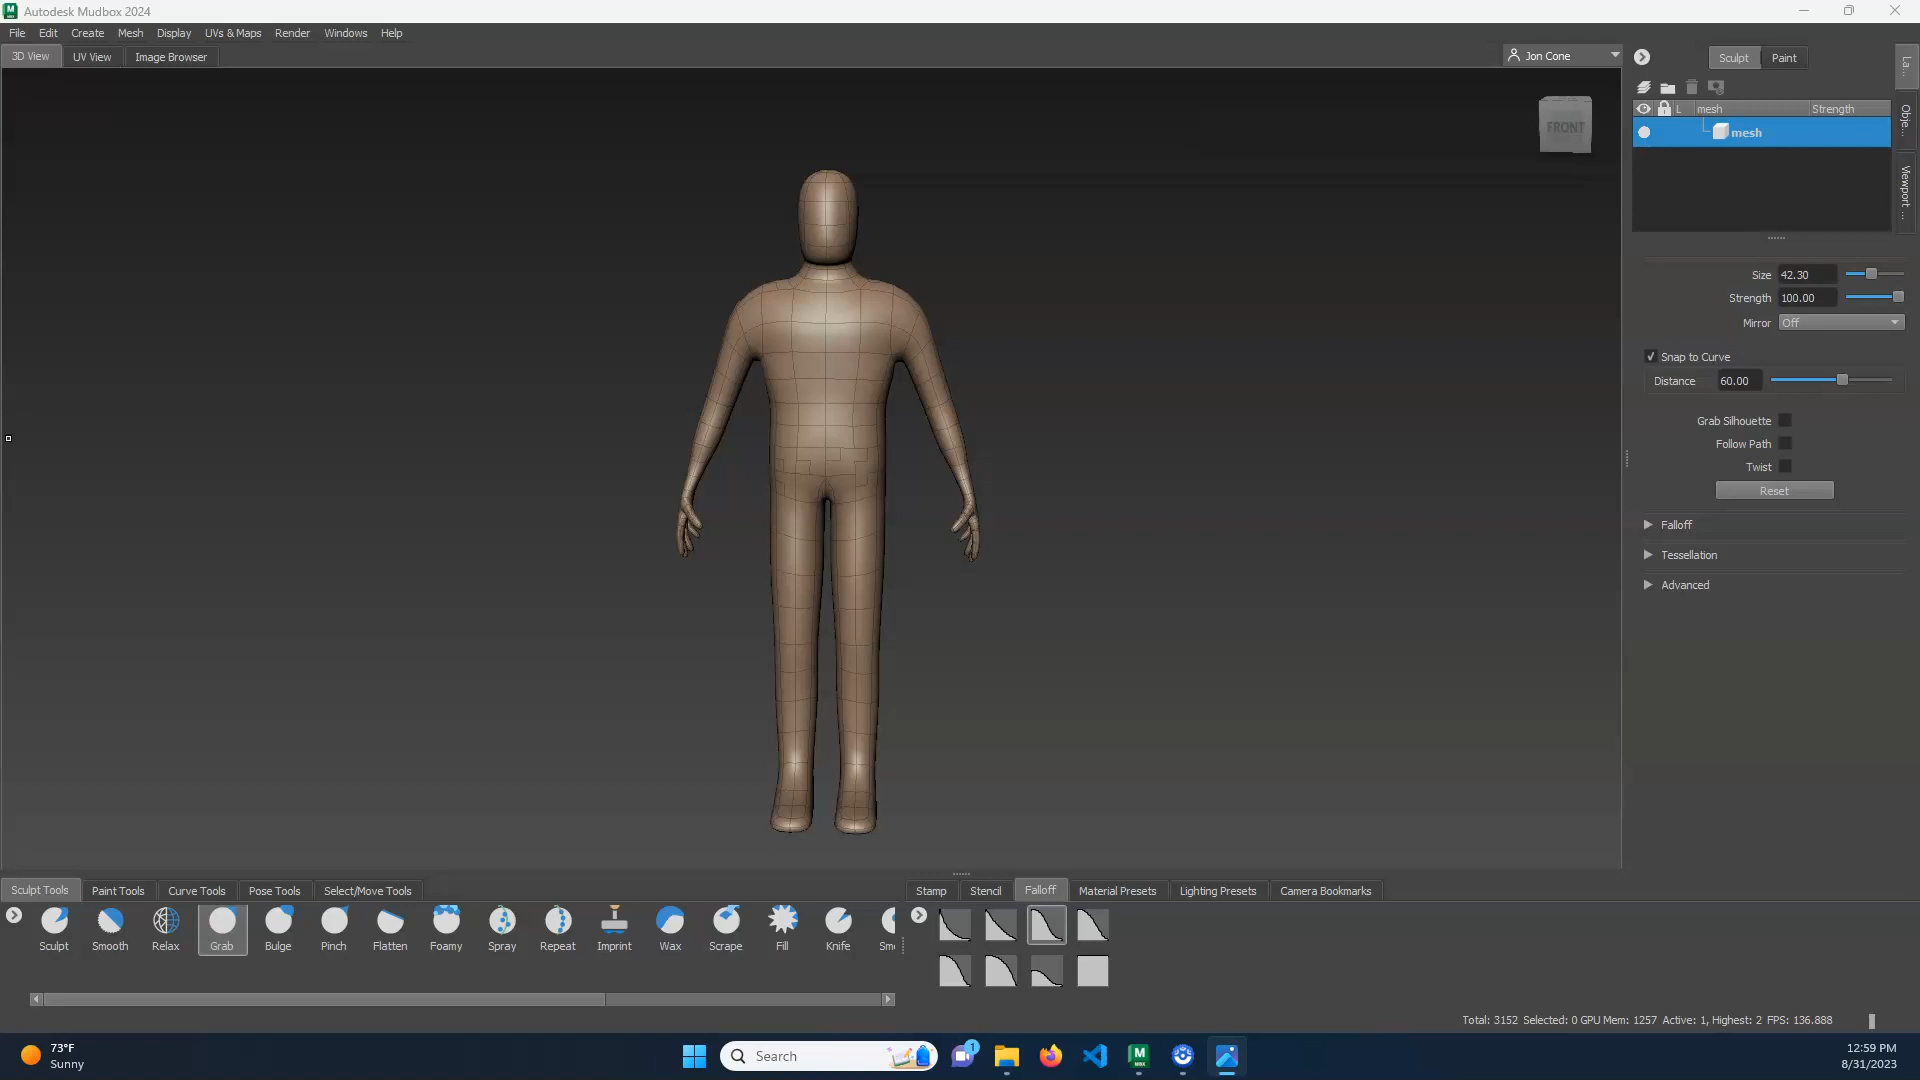 Autodesk Mudbox 2024
File Edit Create Mesh Display UVs & Maps Render Windows Help
3D View UV View Image Browser
Jon Cone
Sculpt Paint
La...
L mesh Strength
mesh
Obje...
Viewport ...
FRONT
Size 42.30
Strength 100.00
Mirror Off
Snap to Curve
Distance 60.00
Grab Silhouette
Follow Path
Twist
Reset
Falloff
Tessellation
Advanced
Sculpt Tools Paint Tools Curve Tools Pose Tools Select/Move Tools
Sculpt Smooth Relax Grab Bulge Pinch Flatten Foamy Spray Repeat Imprint Wax Scrape Fill Knife Sme
Stamp Stencil Falloff Material Presets Lighting Presets Camera Bookmarks
Total: 3152 Selected: 0 GPU Mem: 1257 Active: 1, Highest: 2 FPS: 136.888
73°F
Sunny
Search
1
12:59 PM
8/31/2023